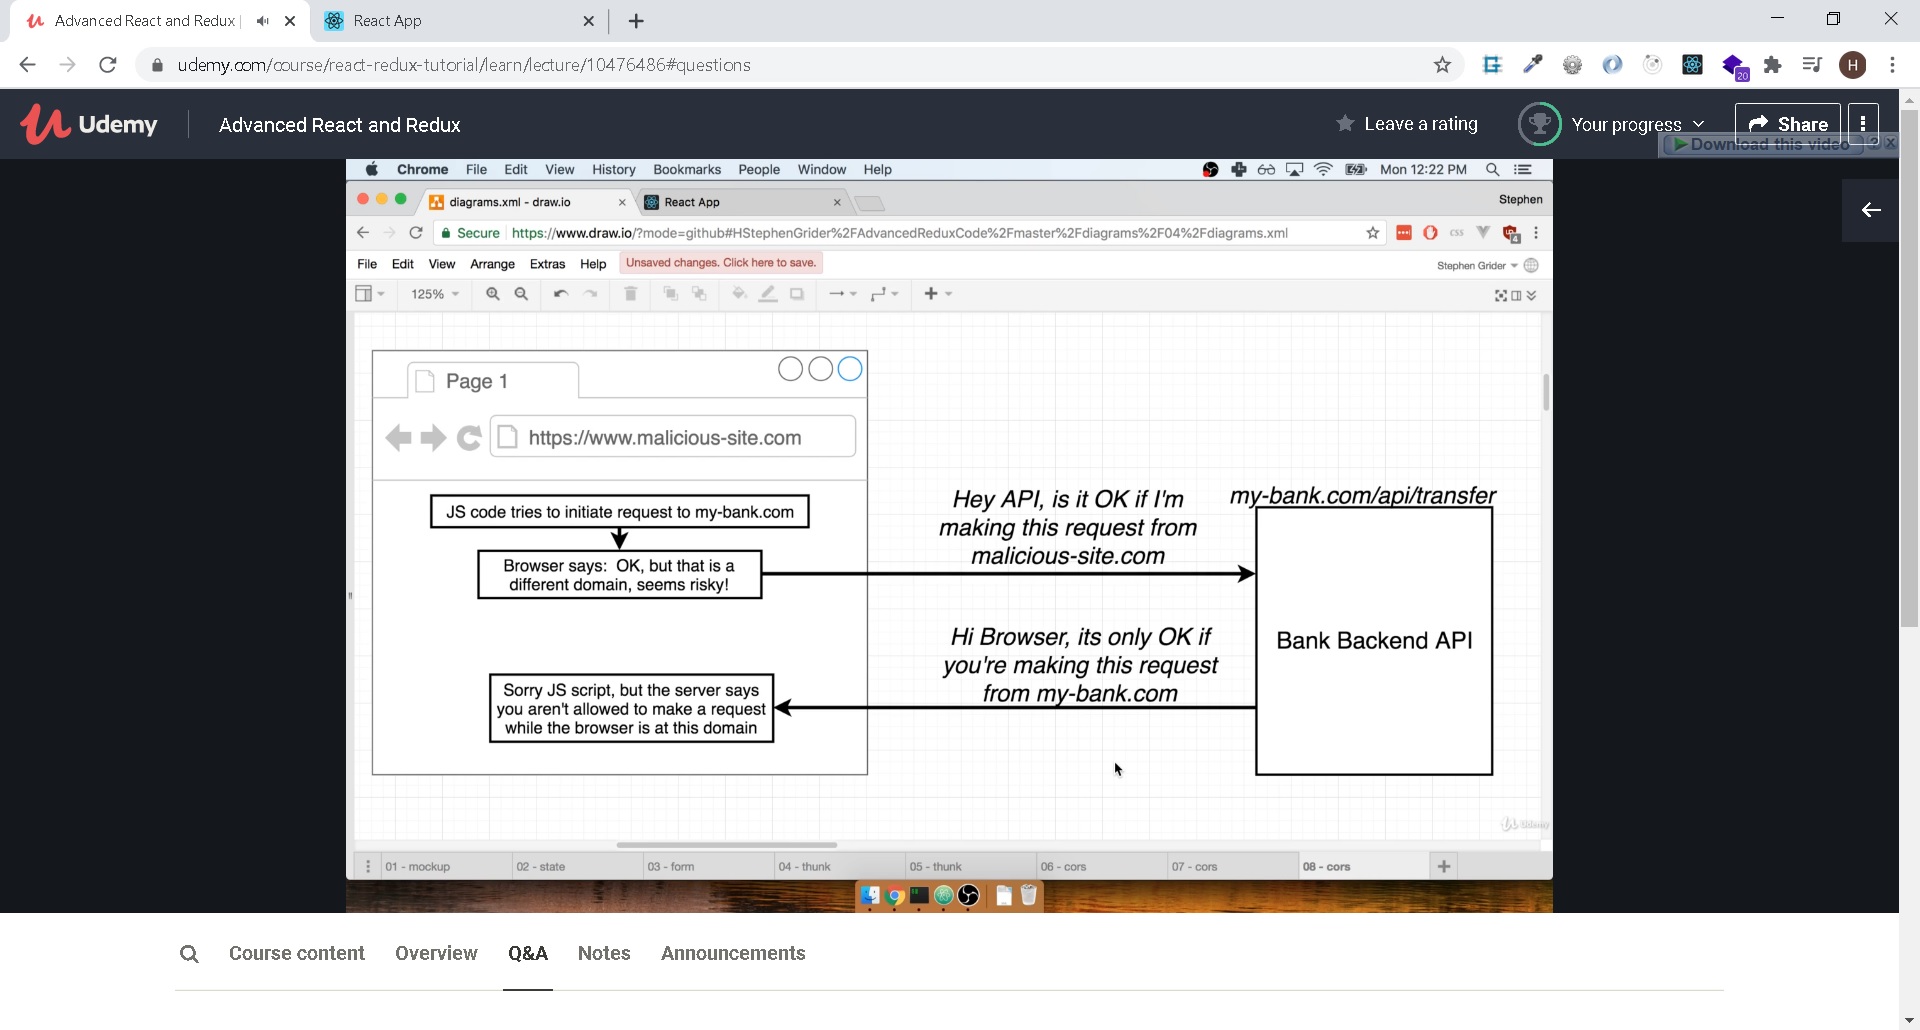 Advanced React and Redux
React App
udemy.com/course/react-redux-tutorial/learn/lecture/10476486#questions
20
H
Udemy
Advanced React and Redux
Leave a rating
Your progress
Share
Download this video
? X
Chrome File Edit View History Bookmarks People Window Help
Mon 12:22 PM
diagrams.xml - draw.io
React App
Stephen
Secure
https://www.draw.io/?mode=github#HStephenGrider%2FAdvancedReduxCode%2Fmaster%2Fdiagrams%2F04%2Fdiagrams.xml
css
4
File Edit View Arrange Extras Help
Unsaved changes. Click here to save.
Stephen Grider
125%
Page 1
https://www.malicious-site.com
JS code tries to initiate request to my-bank.com
Browser says: OK, but that is a
different domain, seems risky!
Hey API, is it OK if I'm
making this request from
malicious-site.com
my-bank.com/api/transfer
Bank Backend API
Hi Browser, its only OK if
you're making this request
from my-bank.com
Sorry JS script, but the server says
you aren't allowed to make a request
while the browser is at this domain
Udemy
01 - mockup
02 - state
03 - form
04 - thunk
05 - thunk
06 - cors
07 - cors
08 - cors
Course content
Overview
Q&A
Notes
Announcements